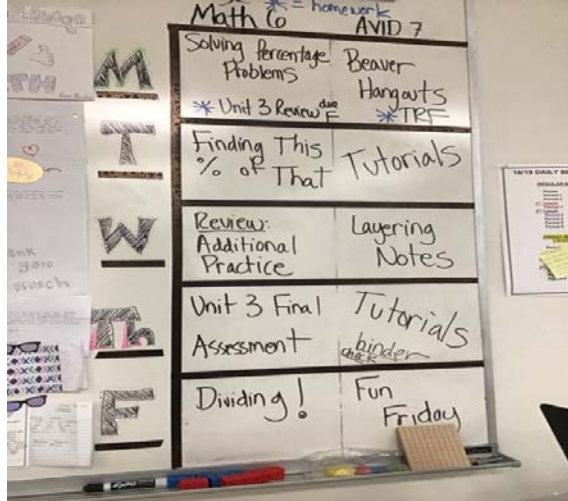 * = homework
Math 6 AVID 7
M
Solving Percentage
Problems
* Unit 3 Review due
F
Beaver
Hangouts
* TRF
T
Finding This
% of That
Tutorials
W
Review:
Additional
Practice
Layering
Notes
Th
Unit 3 Final
Assessment
Tutorials
binder
check
F
Dividing!
Fun
Friday
EXPO